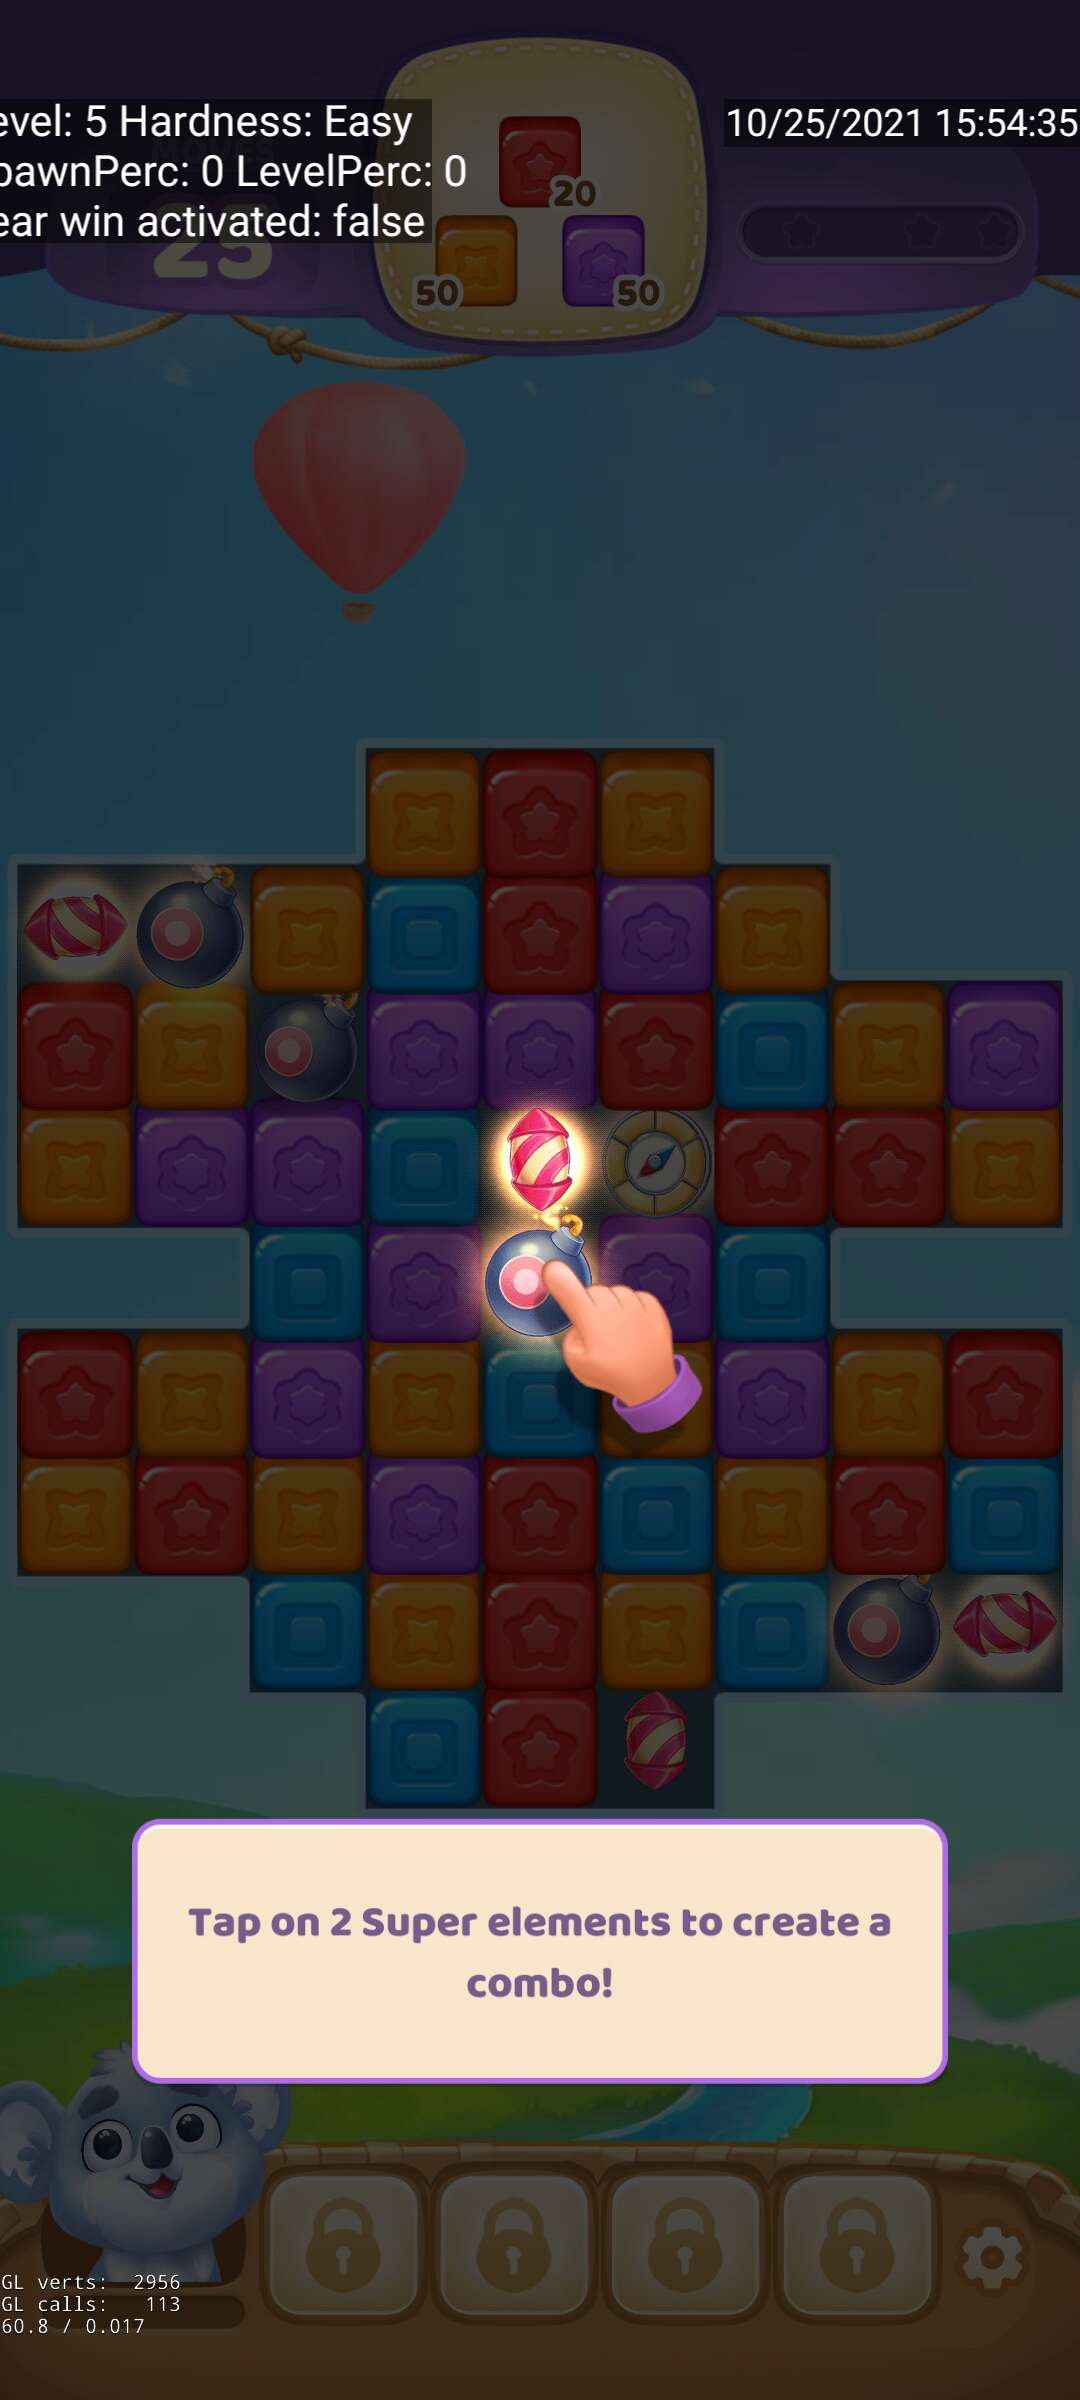 evel: 5 Hardness: Easy
10/25/2021 15:54:35
pawnPerc: 0 LevelPerc: 0
ear win activated: false
25
20
50
50
Tap on 2 Super elements to create a
combo!
GL verts: 2956
GL calls: 113
60.8 / 0.017